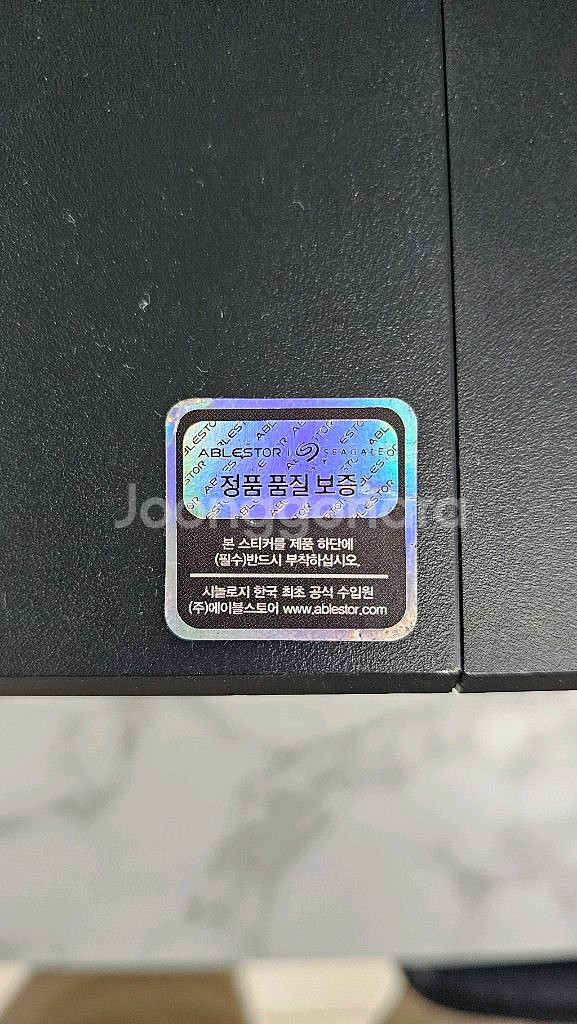 ABLESTOR | SEAGATE
정품 품질 보증
본 스티커를 제품 하단에
(필수)반드시 부착하십시오.
시놀로지 한국 최초 공식 수입원
(주)에이블스토어 www.ablestor.com
Joonggonara